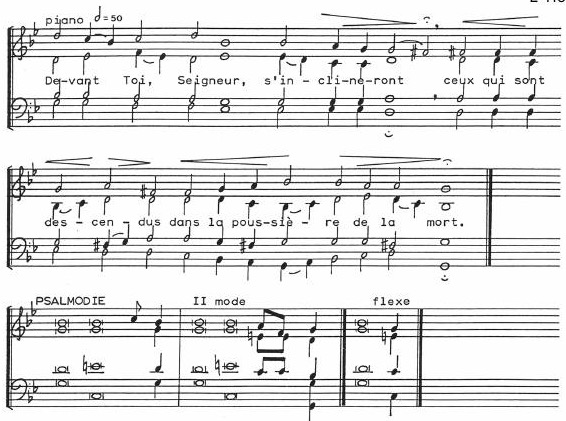 piano 𝅗𝅥=50
De-vant Toi, Seigneur, s'in - cli-ne-ront ceux qui sont
des - cen - dus dans la pous-siè - re de la mort.
PSALMODIE II mode flexe